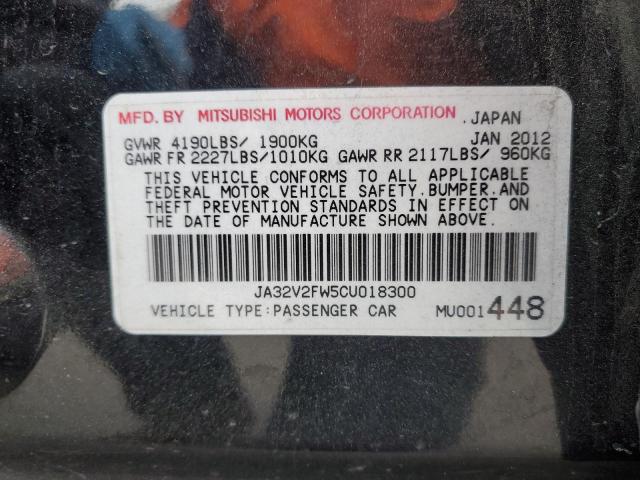 MFD. BY MITSUBISHI MOTORS CORPORATION .JAPAN
GVWR 4190LBS/ 1900KG JAN 2012
GAWR FR 2227LBS/1010KG GAWR RR 2117LBS/ 960KG
THIS VEHICLE CONFORMS TO ALL APPLICABLE
FEDERAL MOTOR VEHICLE SAFETY.BUMPER.AND
THEFT PREVENTION STANDARDS IN EFFECT ON
THE DATE OF MANUFACTURE SHOWN ABOVE.
JA32V2FW5CU018300
VEHICLE TYPE:PASSENGER CAR MU001448